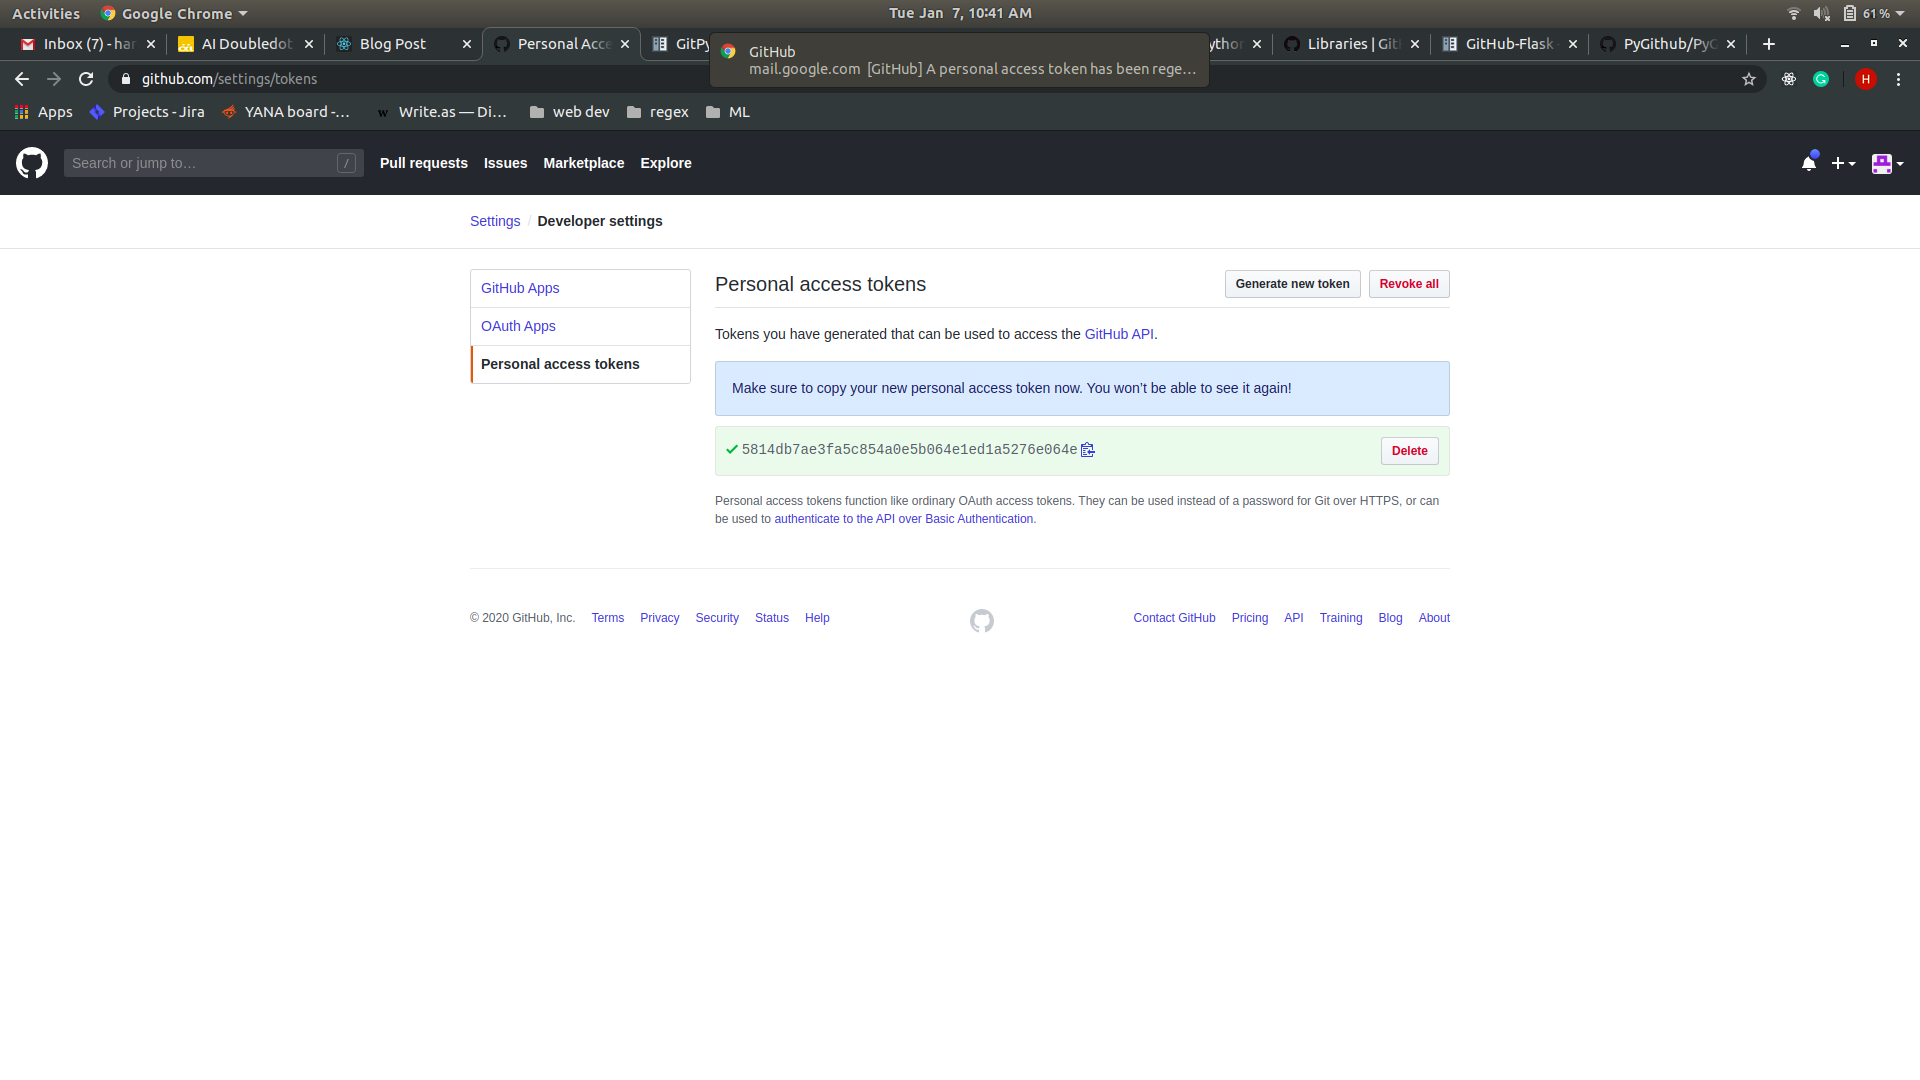 Activities Google Chrome Tue Jan 7, 10:41 AM 61 %
Inbox (7) - har AI Doubledot Blog Post Personal Acce GitPy ython Libraries | Git GitHub-Flask PyGithub/PyG
GitHub
mail.google.com [GitHub] A personal access token has been rege…
github.com/settings/tokens H
Apps Projects - Jira YANA board -… w Write.as — Di… web dev regex ML
Search or jump to… / Pull requests Issues Marketplace Explore
Settings / Developer settings
GitHub Apps
OAuth Apps
Personal access tokens
Personal access tokens Generate new token Revoke all
Tokens you have generated that can be used to access the GitHub API.
Make sure to copy your new personal access token now. You won’t be able to see it again!
5814db7ae3fa5c854a0e5b064e1ed1a5276e064e Delete
Personal access tokens function like ordinary OAuth access tokens. They can be used instead of a password for Git over HTTPS, or can
be used to authenticate to the API over Basic Authentication.
© 2020 GitHub, Inc. Terms Privacy Security Status Help Contact GitHub Pricing API Training Blog About